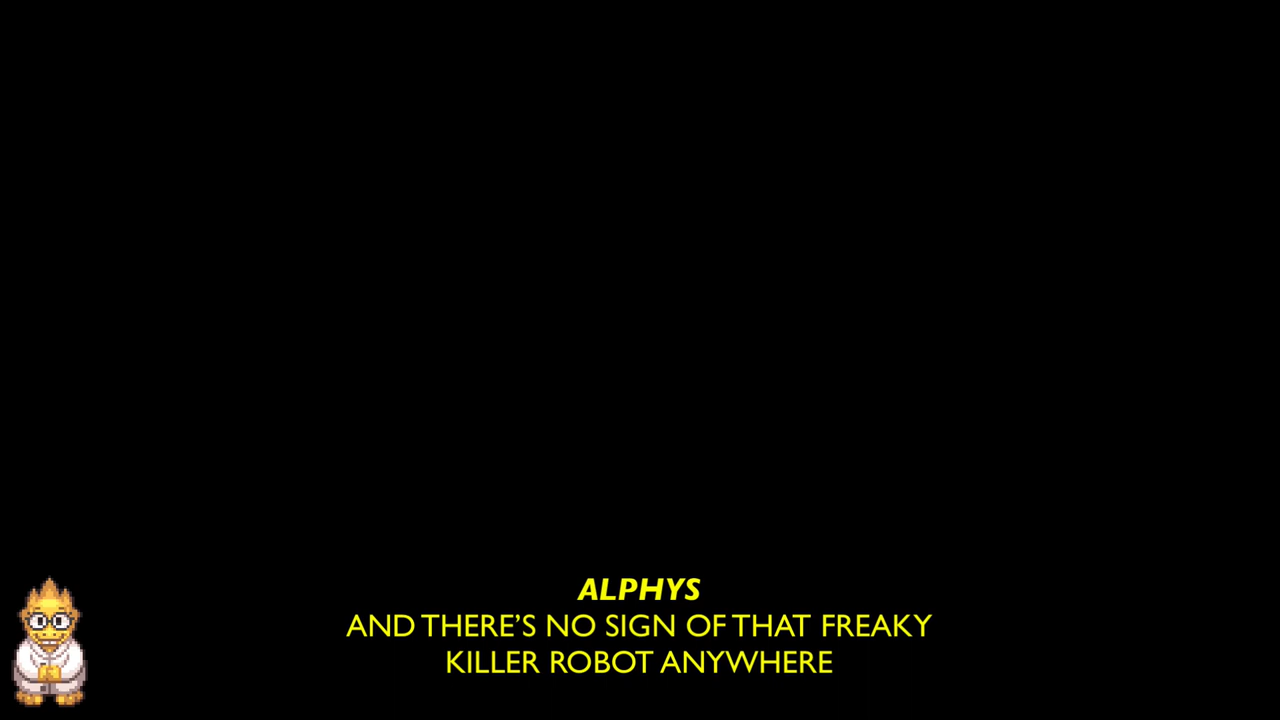 ALPHYS
AND THERE’S NO SIGN OF THAT FREAKY
KILLER ROBOT ANYWHERE